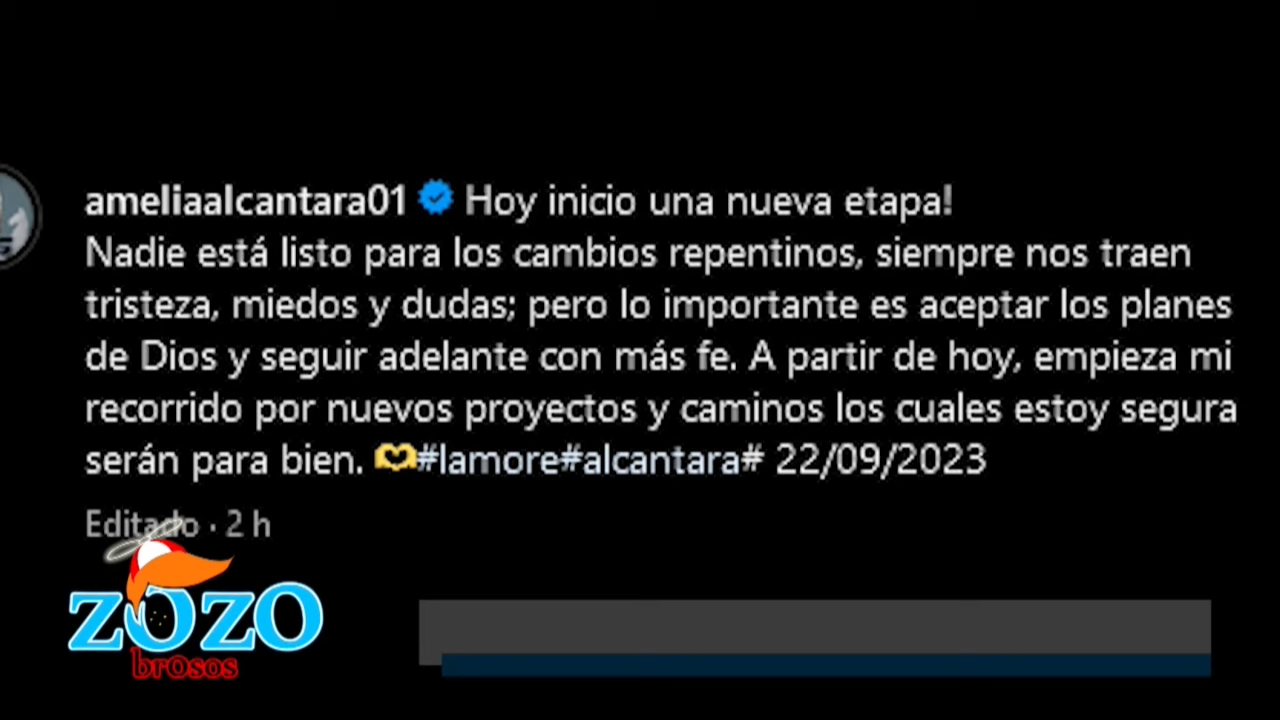 ameliaalcantara01 Hoy inicio una nueva etapa!
Nadie está listo para los cambios repentinos, siempre nos traen
tristeza, miedos y dudas; pero lo importante es aceptar los planes
de Dios y seguir adelante con más fe. A partir de hoy, empieza mi
recorrido por nuevos proyectos y caminos los cuales estoy segura
serán para bien. 🫶#lamore#alcantara# 22/09/2023
Editado · 2 h
zozo
brosos